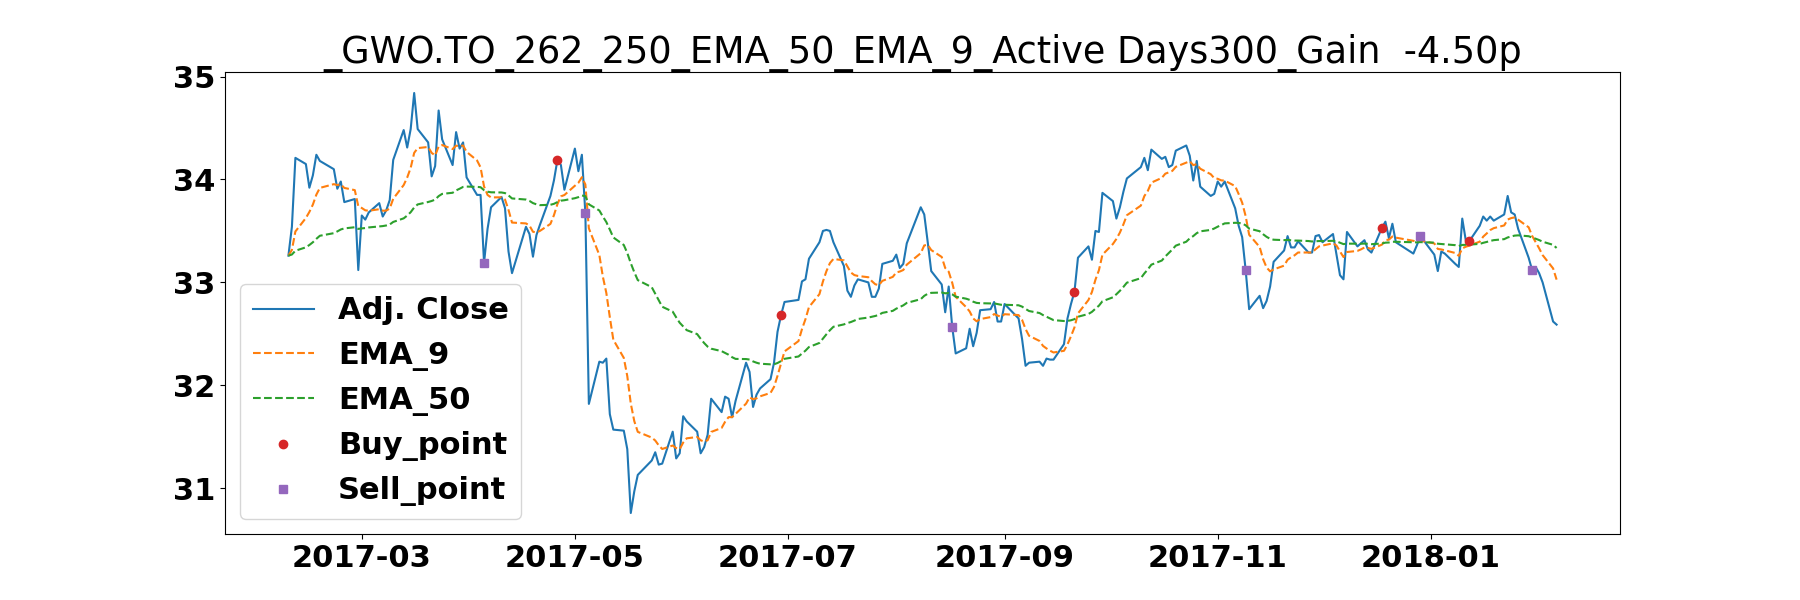 _GWO.TO_262_250_EMA_50_EMA_9_Active Days300_Gain  -4.50p
35
34
33
32
31
Adj. Close
EMA_9
EMA_50
Buy_point
Sell_point
2017-03 2017-05 2017-07 2017-09 2017-11 2018-01